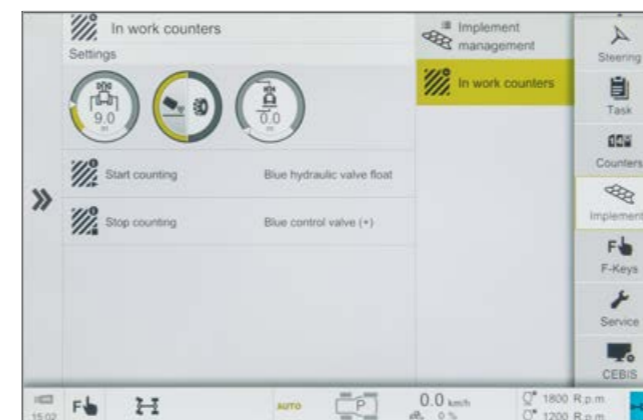 In work counters
Settings
9.0
m
0.0
m
Start counting
Blue hydraulic valve float
Stop counting
Blue control valve (+)
Implement
management
In work counters
Steering
Task
Counters
Implement
F
F-Keys
Service
CEBIS
15:02
F
AUTO
P
0.0 km/h
0 %
1800 R.p.m.
1200 R.p.m.